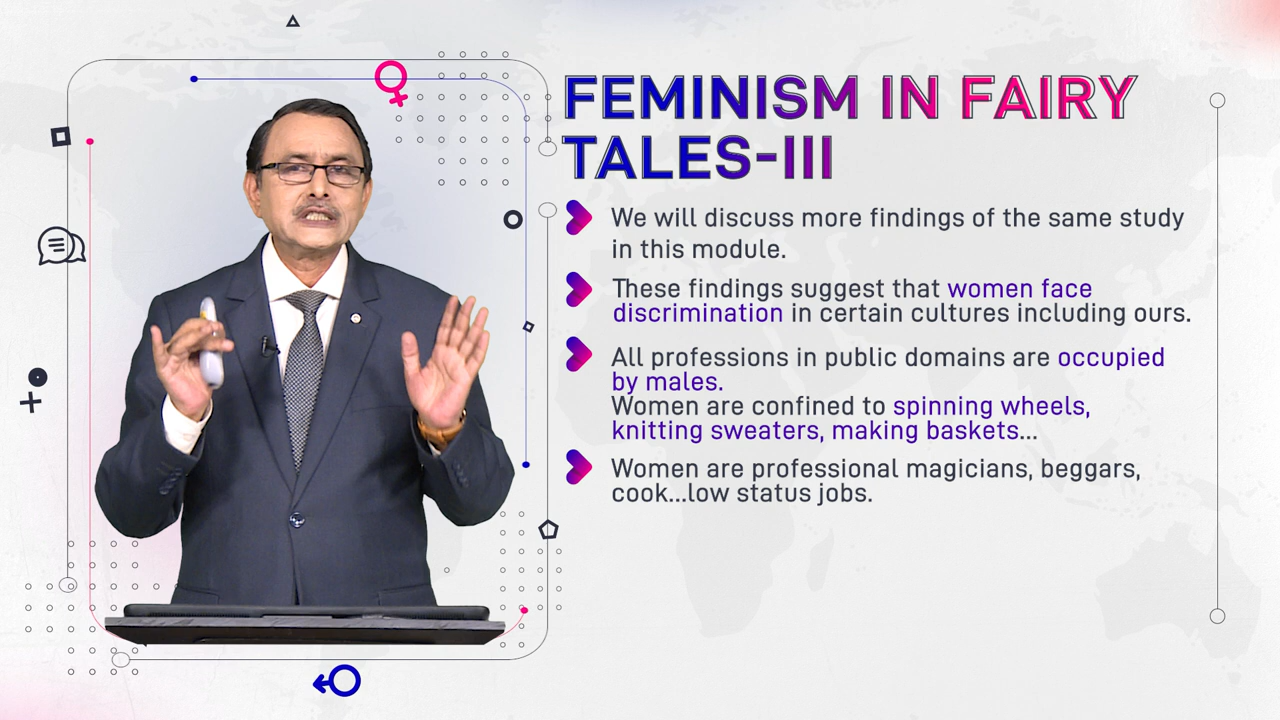 FEMINISM IN FAIRY
TALES-III
We will discuss more findings of the same study
in this module.
These findings suggest that women face
discrimination in certain cultures including ours.
All professions in public domains are occupied
by males.
Women are confined to spinning wheels,
knitting sweaters, making baskets...
Women are professional magicians, beggars,
cook...low status jobs.